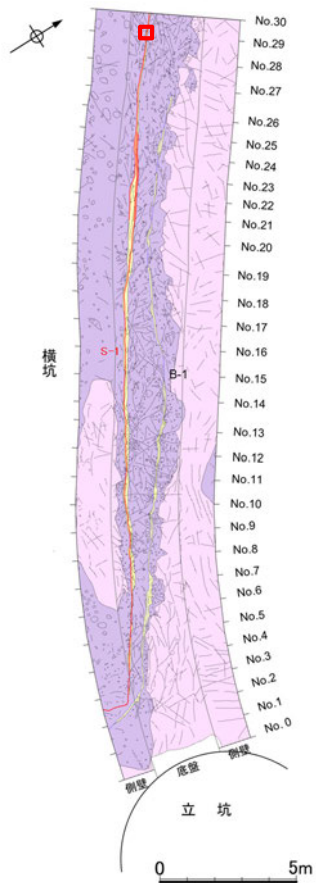 No.30
No.29
No.28
No.27
No.26
No.25
No.24
No.23
No.22
No.21
No.20
No.19
No.18
No.17
横坑
S-1
No.16
B-1
No.15
No.14
No.13
No.12
No.11
No.10
No.9
No.8
No.7
No.6
No.5
No.4
No.3
No.2
No.1
No.0
側壁
底盤
側壁
立 坑
0 5m